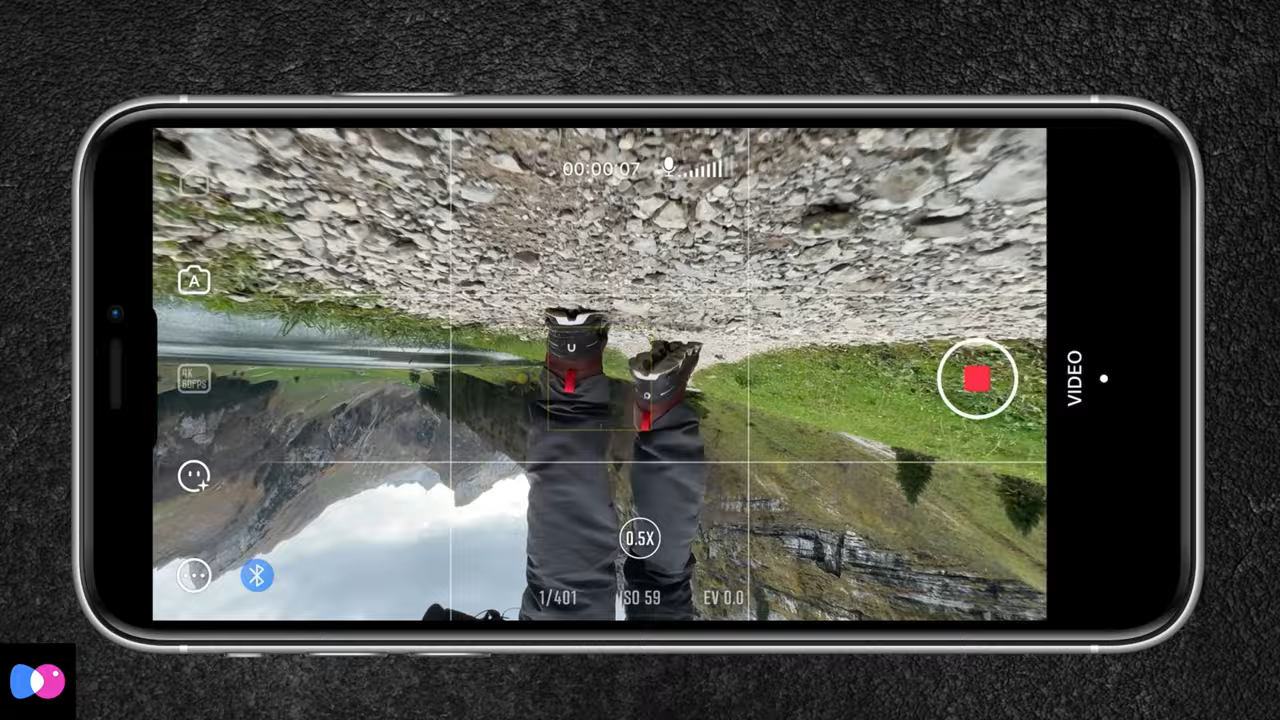 00:00:07
A
4K
60FPS
VIDEO
0.5X
1/401
ISO 59
EV 0.0